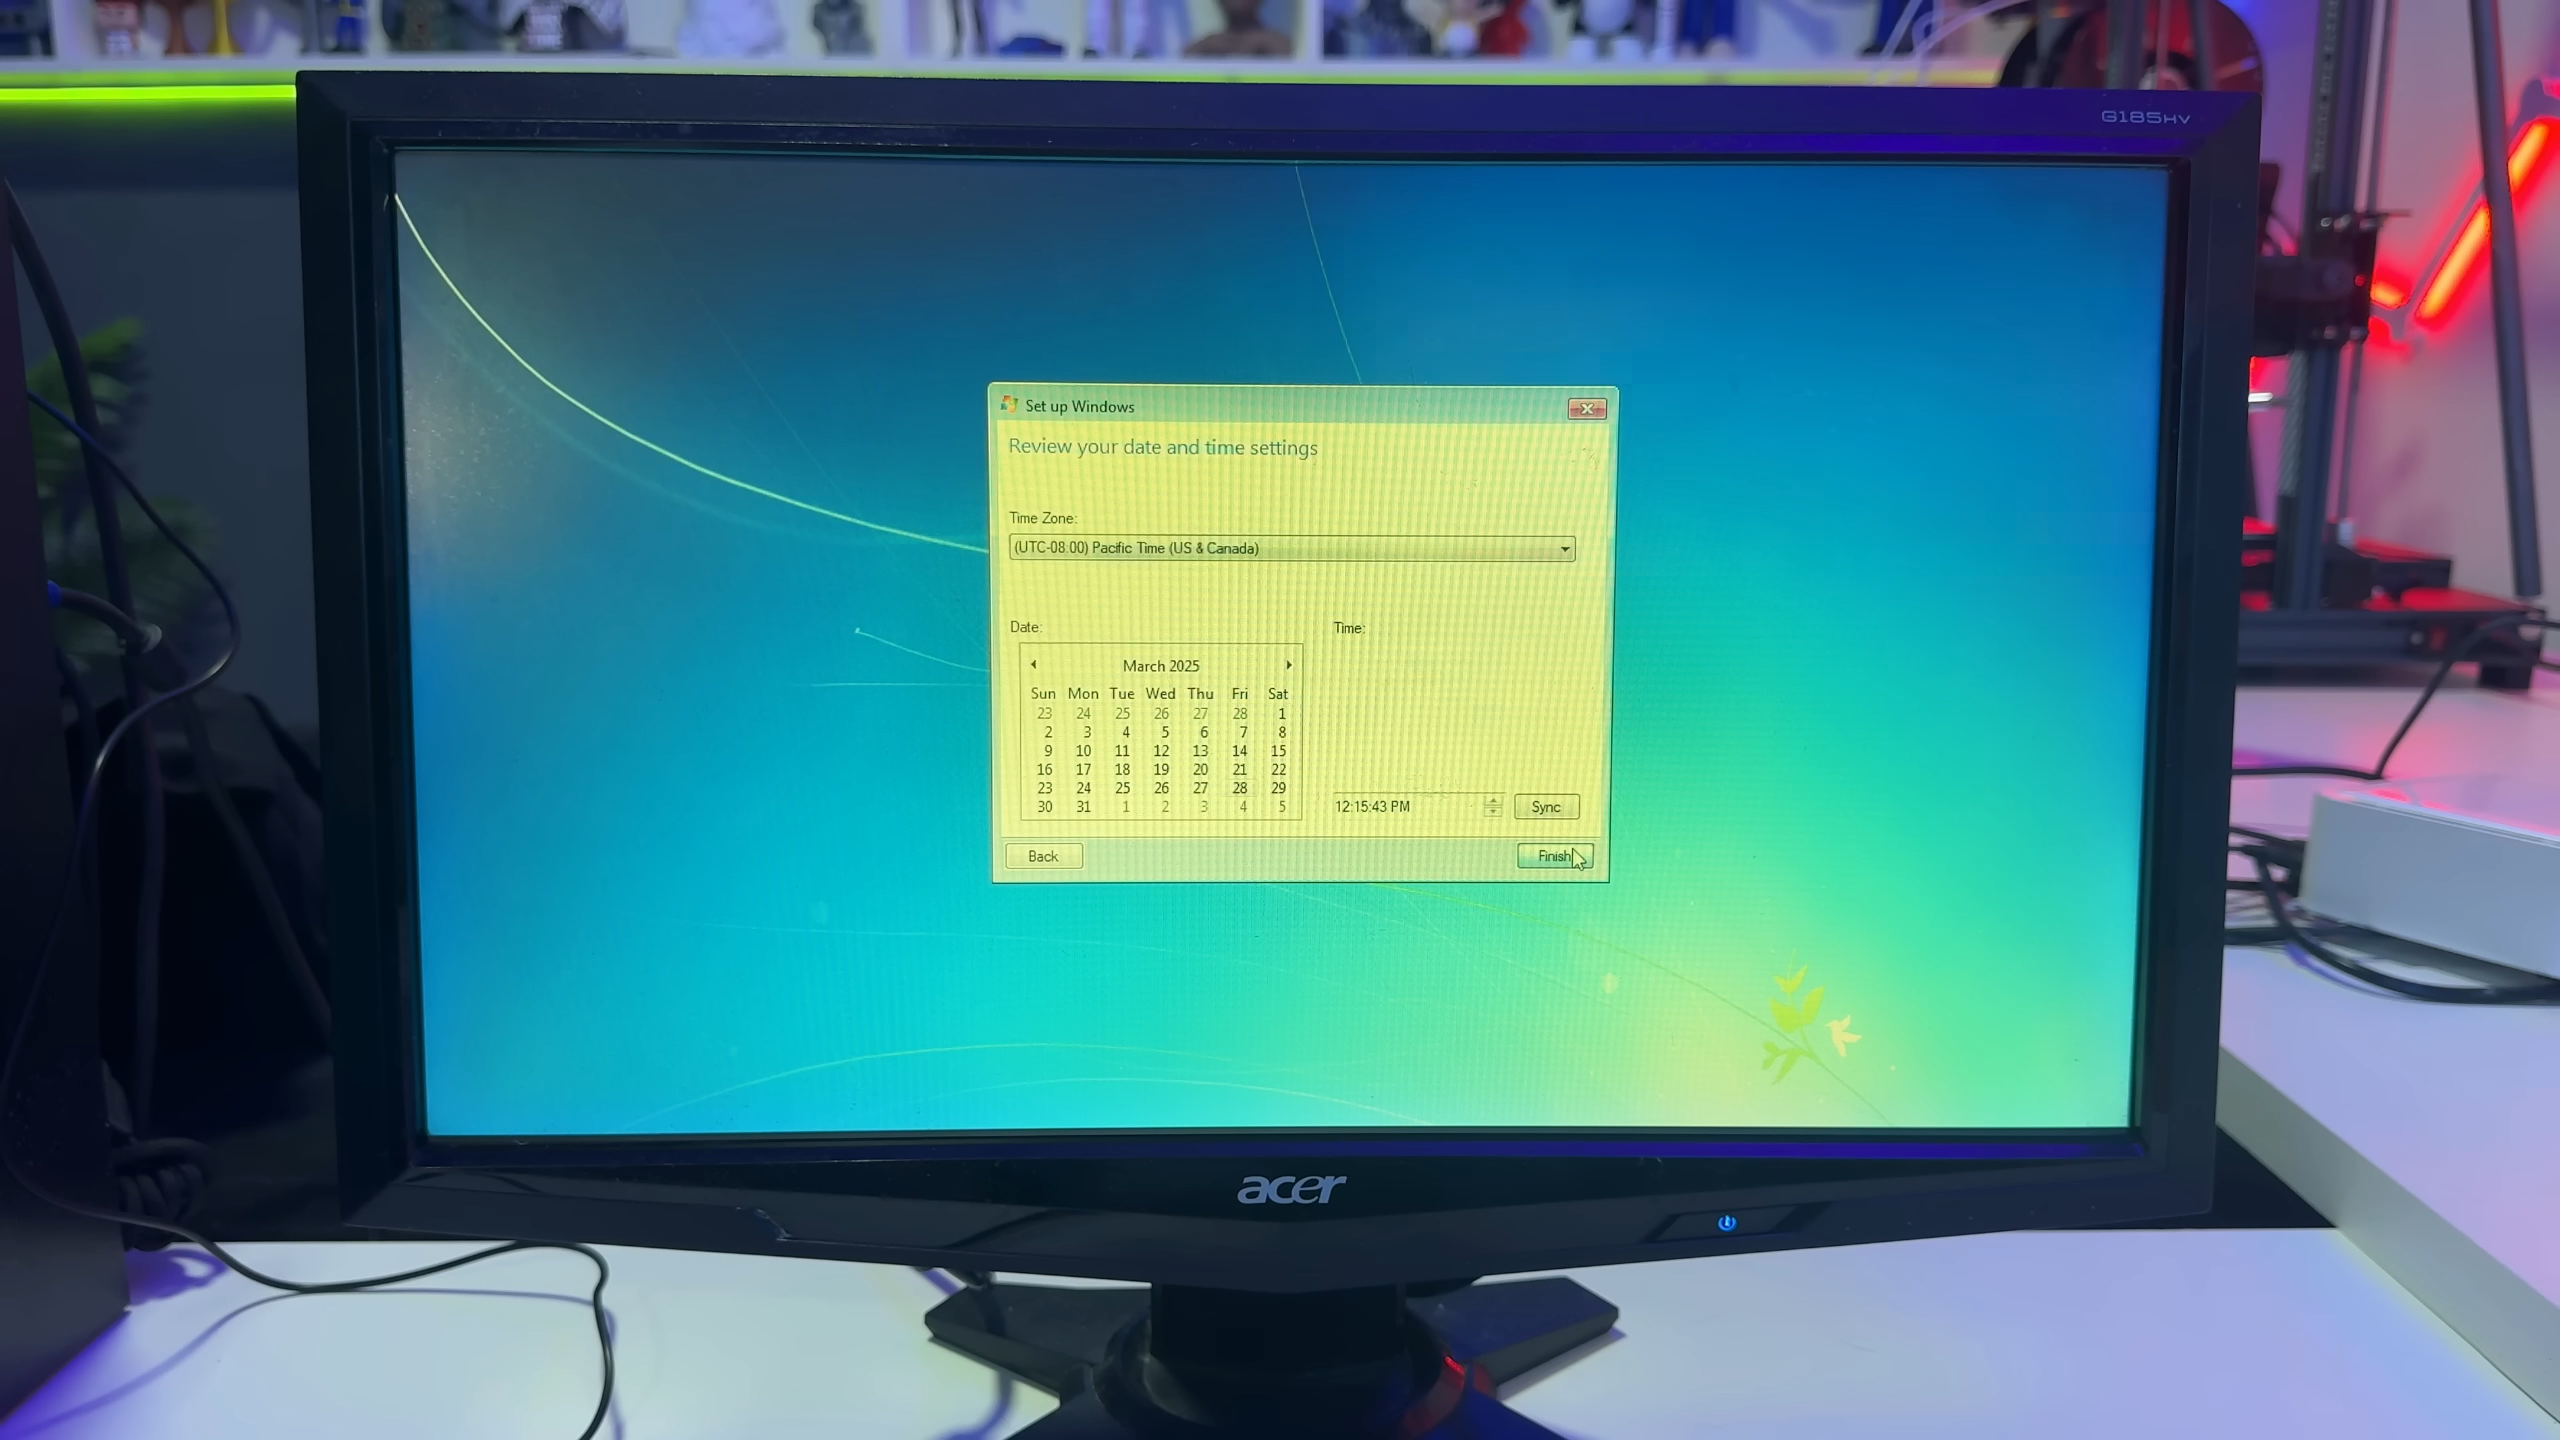 G185HV
Set up Windows
Review your date and time settings
Time Zone:
(UTC-08:00) Pacific Time (US & Canada)
Date:
Time:
March 2025
Sun Mon Tue Wed Thu Fri Sat
23 24 25 26 27 28 1
2 3 4 5 6 7 8
9 10 11 12 13 14 15
16 17 18 19 20 21 22
23 24 25 26 27 28 29
30 31 1 2 3 4 5
12:15:43 PM
Sync
Back
Finish
acer